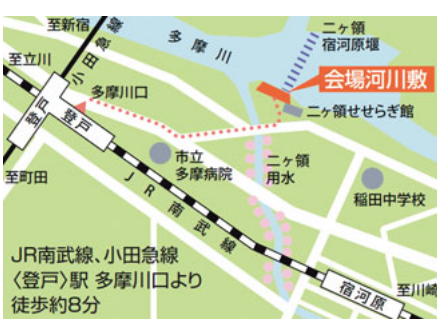 至新宿
小田急線
多摩川
二ヶ領
宿河原堰
至立川
会場河川敷
多摩川口
二ヶ領せせらぎ館
登戸
登戸
市立
多摩病院
二ヶ領
用水
至町田
JR南武線
稲田中学校
JR南武線、小田急線
〈登戸〉駅 多摩川口より
徒歩約8分
宿河原
至川崎